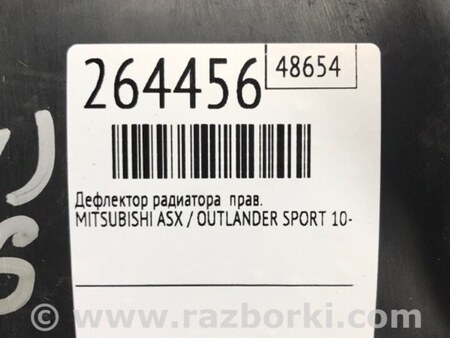 264456
48654
Дефлектор радиатора прав.
MITSUBISHI ASX / OUTLANDER SPORT 10-
© www.razborki.com